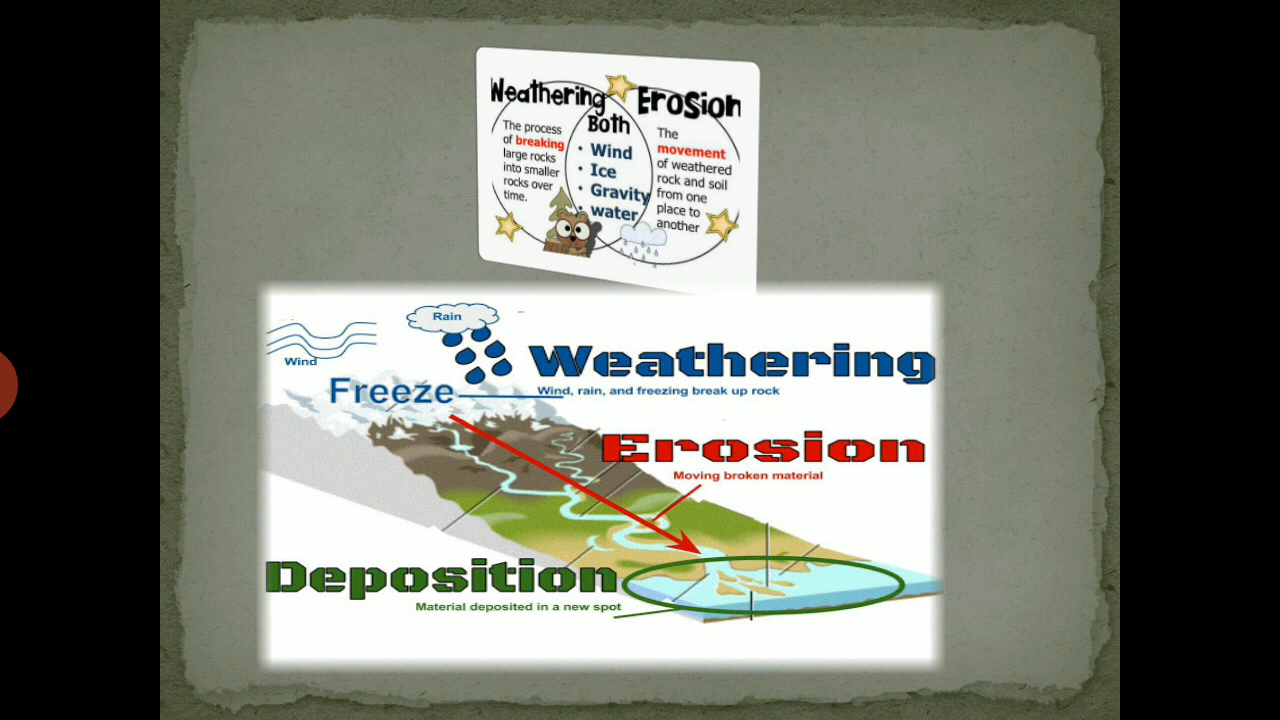 Weathering
Erosion
Both
The process
of breaking
large rocks
into smaller
rocks over
time.
• Wind
• Ice
• Gravity
• water
The
movement
of weathered
rock and soil
from one
place to
another
Rain
Wind
Weathering
Wind, rain, and freezing break up rock
Freeze
Erosion
Moving broken material
Deposition
Material deposited in a new spot